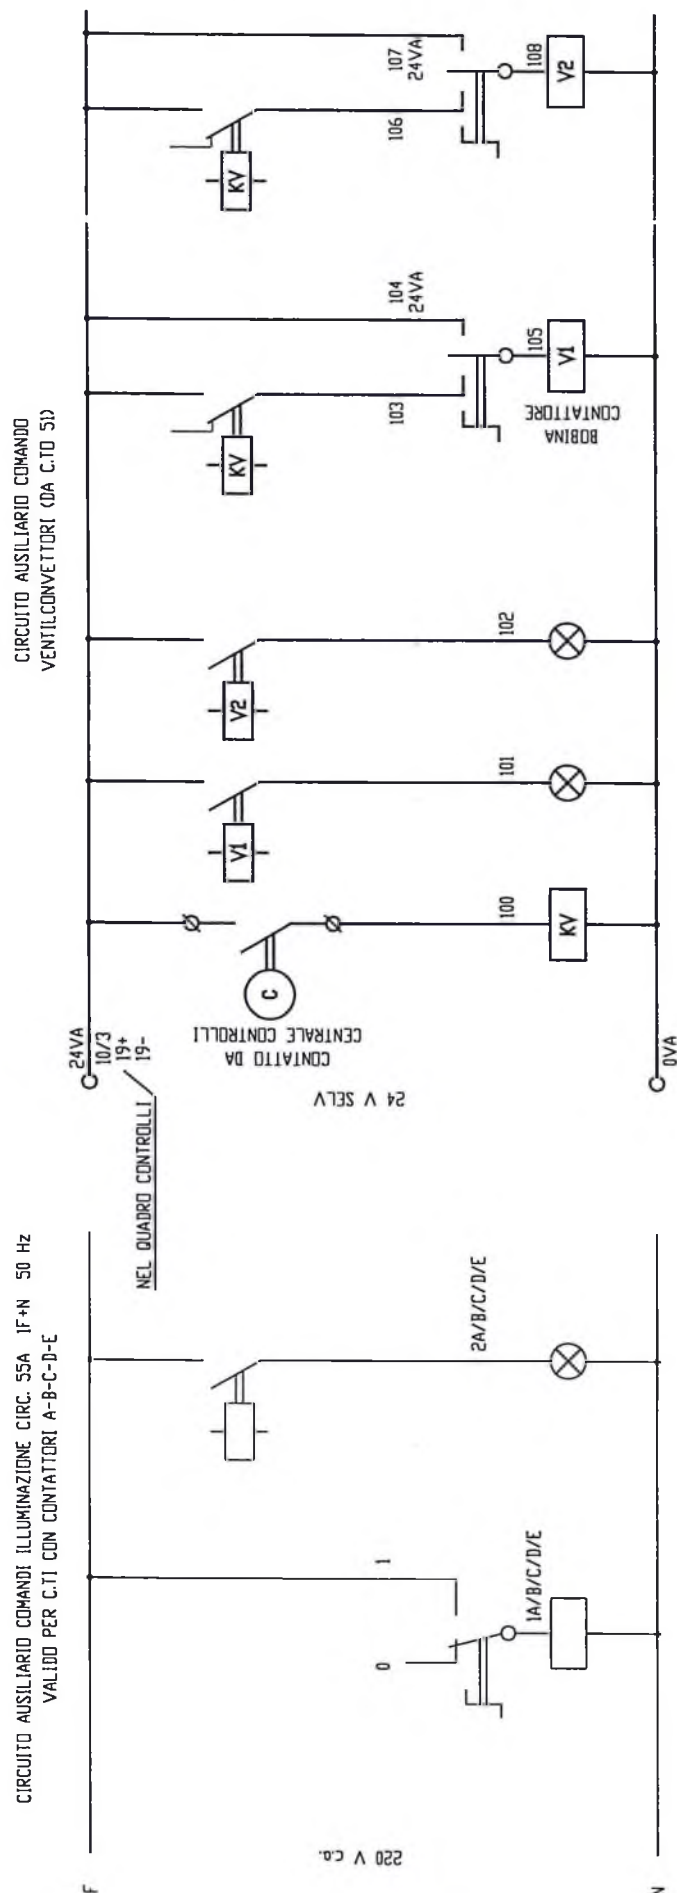 CIRCUITO AUSILIARIO COMANDI ILLUMINAZIONE CIRC. 55A 1F+N 50 Hz
VALIDO PER C.TI CON CONTATTORI A-B-C-D-E
F
220 V c.a.
N
0
1
1A/B/C/D/E
2A/B/C/D/E
NEL QUADRO CONTROLLI
CIRCUITO AUSILIARIO COMANDO
VENTILCONVETTORI (DA C.TO 51)
24VA
10/3
19+
19-
24 V SELV
0VA
CONTATTO DA
CENTRALE CONTROLLI
C
100
KV
V1
101
V2
102
KV
103
104
24VA
105
V1
BOBINA
CONTATTORE
KV
106
107
24VA
108
V2